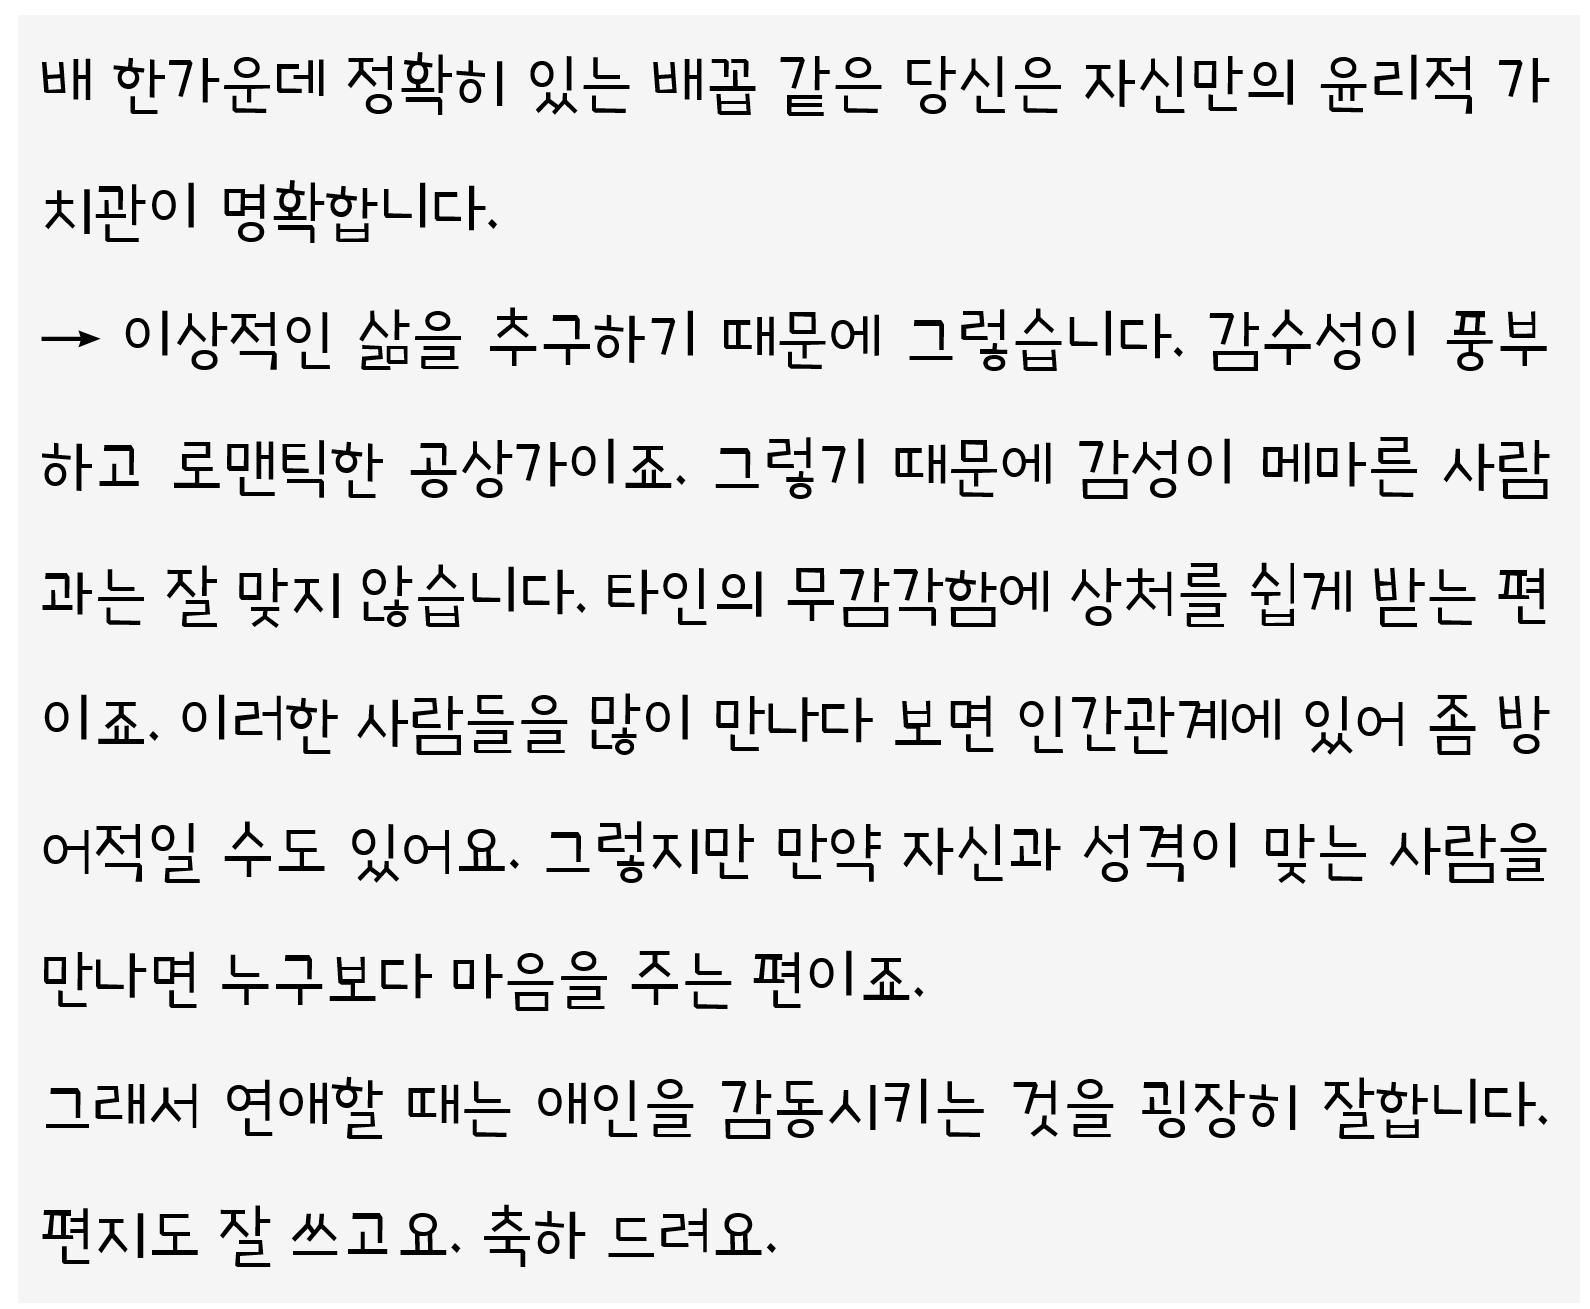 배 한가운데 정확히 있는 배꼽 같은 당신은 자신만의 윤리적 가
치관이 명확합니다.
→ 이상적인 삶을 추구하기 때문에 그렇습니다. 감수성이 풍부
하고 로맨틱한 공상가이죠. 그렇기 때문에 감성이 메마른 사람
과는 잘 맞지 않습니다. 타인의 무감각함에 상처를 쉽게 받는 편
이죠. 이러한 사람들을 많이 만나다 보면 인간관계에 있어 좀 방
어적일 수도 있어요. 그렇지만 만약 자신과 성격이 맞는 사람을
만나면 누구보다 마음을 주는 편이죠.
그래서 연애할 때는 애인을 감동시키는 것을 굉장히 잘합니다.
편지도 잘 쓰고요. 축하 드려요.